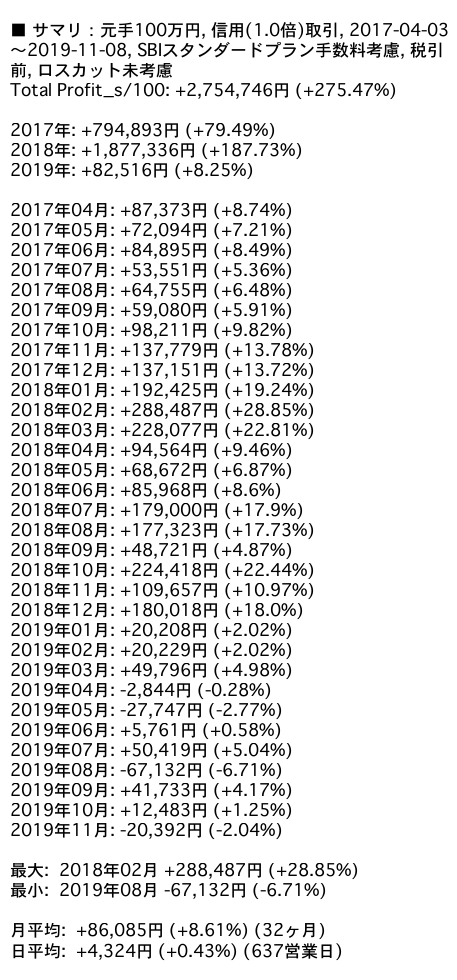 ■ サマリ：元手100万円, 信用(1.0倍)取引, 2017-04-03
〜2019-11-08, SBIスタンダードプラン手数料考慮, 税引
前, ロスカット未考慮
Total Profit_s/100: +2,754,746円 (+275.47%)
2017年: +794,893円 (+79.49%)
2018年: +1,877,336円 (+187.73%)
2019年: +82,516円 (+8.25%)
2017年04月: +87,373円 (+8.74%)
2017年05月: +72,094円 (+7.21%)
2017年06月: +84,895円 (+8.49%)
2017年07月: +53,551円 (+5.36%)
2017年08月: +64,755円 (+6.48%)
2017年09月: +59,080円 (+5.91%)
2017年10月: +98,211円 (+9.82%)
2017年11月: +137,779円 (+13.78%)
2017年12月: +137,151円 (+13.72%)
2018年01月: +192,425円 (+19.24%)
2018年02月: +288,487円 (+28.85%)
2018年03月: +228,077円 (+22.81%)
2018年04月: +94,564円 (+9.46%)
2018年05月: +68,672円 (+6.87%)
2018年06月: +85,968円 (+8.6%)
2018年07月: +179,000円 (+17.9%)
2018年08月: +177,323円 (+17.73%)
2018年09月: +48,721円 (+4.87%)
2018年10月: +224,418円 (+22.44%)
2018年11月: +109,657円 (+10.97%)
2018年12月: +180,018円 (+18.0%)
2019年01月: +20,208円 (+2.02%)
2019年02月: +20,229円 (+2.02%)
2019年03月: +49,796円 (+4.98%)
2019年04月: -2,844円 (-0.28%)
2019年05月: -27,747円 (-2.77%)
2019年06月: +5,761円 (+0.58%)
2019年07月: +50,419円 (+5.04%)
2019年08月: -67,132円 (-6.71%)
2019年09月: +41,733円 (+4.17%)
2019年10月: +12,483円 (+1.25%)
2019年11月: -20,392円 (-2.04%)
最大: 2018年02月 +288,487円 (+28.85%)
最小: 2019年08月 -67,132円 (-6.71%)
月平均: +86,085円 (+8.61%) (32ヶ月)
日平均: +4,324円 (+0.43%) (637営業日)